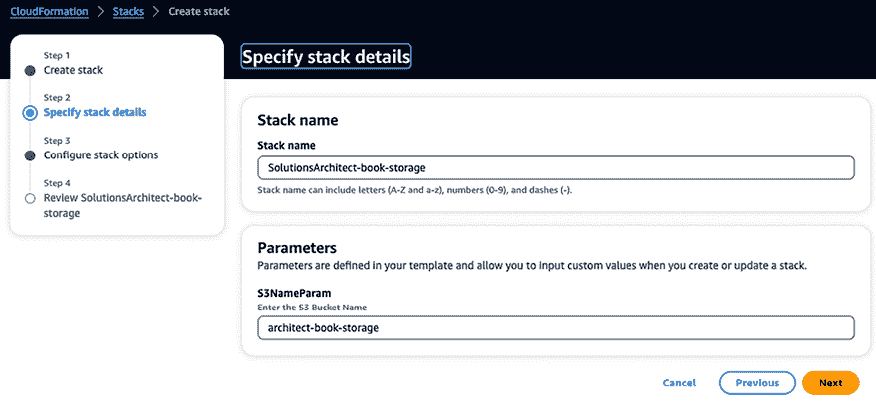 CloudFormation > Stacks > Create stack
Step 1
Create stack
Step 2
Specify stack details
Step 3
Configure stack options
Step 4
Review SolutionsArchitect-book-
storage
Specify stack details
Stack name
Stack name
SolutionsArchitect-book-storage
Stack name can include letters (A-Z and a-z), numbers (0-9), and dashes (-).
Parameters
Parameters are defined in your template and allow you to input custom values when you create or update a stack.
S3NameParam
Enter the S3 Bucket Name
architect-book-storage
Cancel Previous Next